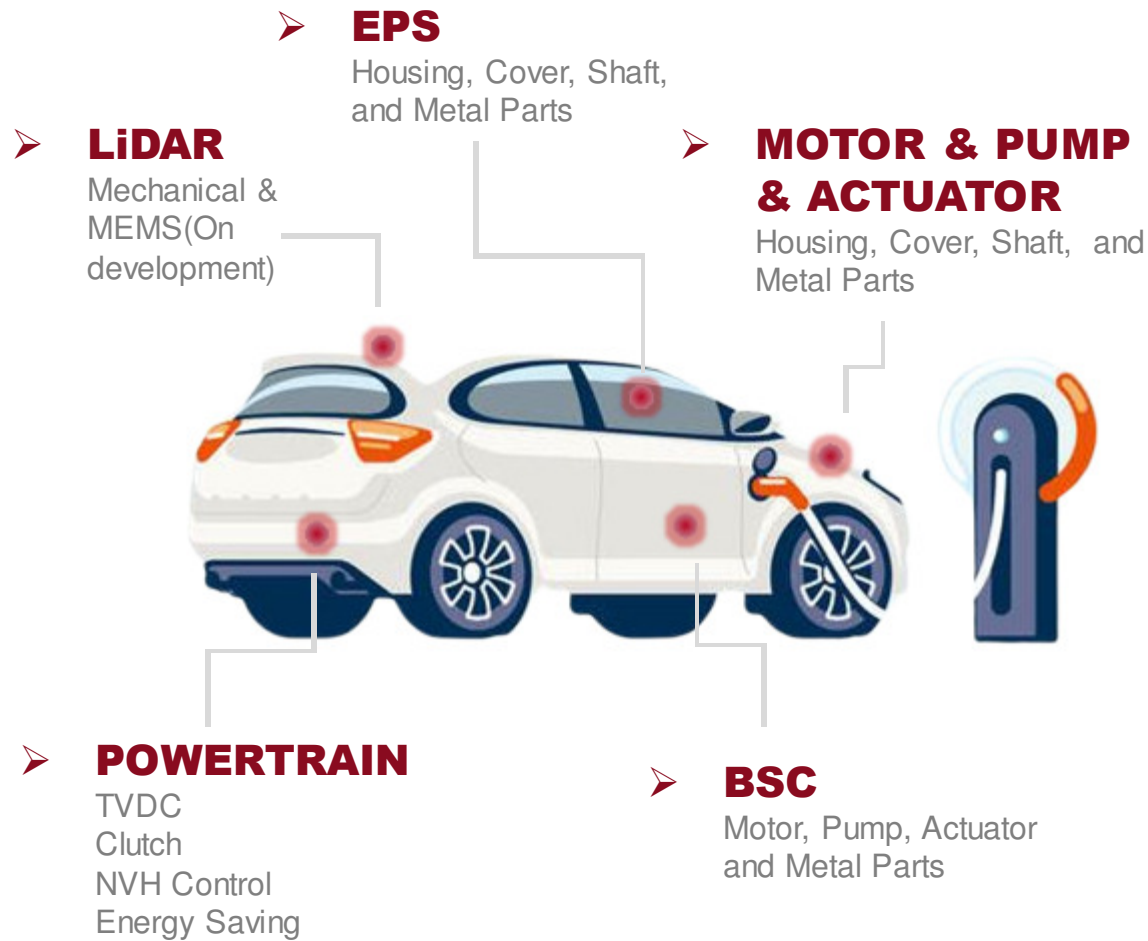 EPS
Housing, Cover, Shaft,
and Metal Parts
LiDAR
Mechanical &
MEMS(On
development)
MOTOR & PUMP
& ACTUATOR
Housing, Cover, Shaft, and
Metal Parts
POWERTRAIN
TVDC
Clutch
NVH Control
Energy Saving
BSC
Motor, Pump, Actuator
and Metal Parts